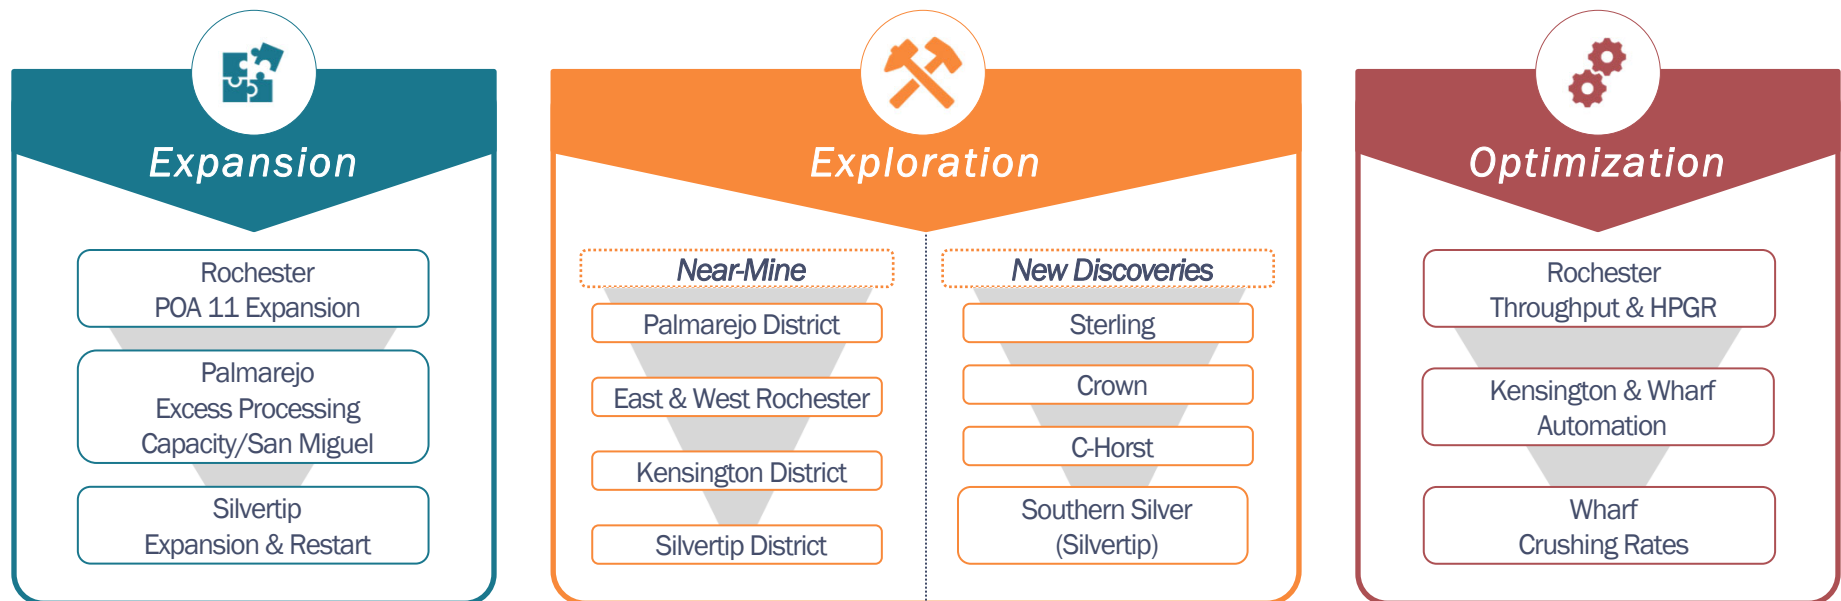 Expansion
Rochester
POA 11 Expansion
Palmarejo
Excess Processing
Capacity/San Miguel
Silvertip
Expansion & Restart
Exploration
Near-Mine
Palmarejo District
East & West Rochester
Kensington District
Silvertip District
New Discoveries
Sterling
Crown
C-Horst
Southern Silver
(Silvertip)
Optimization
Rochester
Throughput & HPGR
Kensington & Wharf
Automation
Wharf
Crushing Rates